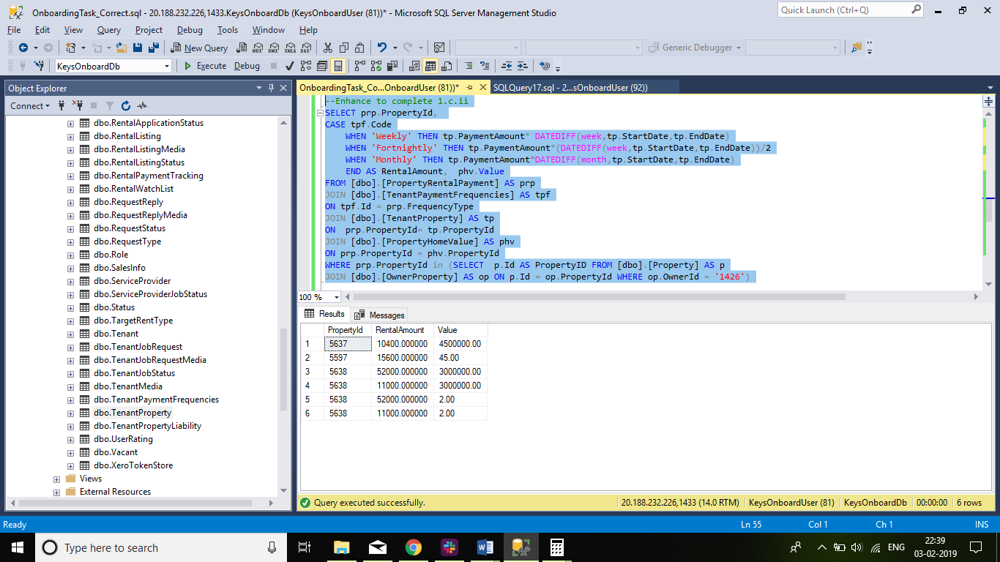 OnboardingTask_Correct.sql - 20.188.232.226,1433.KeysOnboardDb (KeysOnboardUser (81))* - Microsoft SQL Server Management Studio
Quick Launch (Ctrl+Q)
File Edit View Query Project Debug Tools Window Help
New Query MDX DMX XMLA DAX Generic Debugger
KeysOnboardDb Execute Debug
Object Explorer
Connect
dbo.RentalApplicationStatus
dbo.RentalListing
dbo.RentalListingMedia
dbo.RentalListingStatus
dbo.RentalPaymentTracking
dbo.RentalWatchList
dbo.RequestReply
dbo.RequestReplyMedia
dbo.RequestStatus
dbo.RequestType
dbo.Role
dbo.SalesInfo
dbo.ServiceProvider
dbo.ServiceProviderJobStatus
dbo.Status
dbo.TargetRentType
dbo.Tenant
dbo.TenantJobRequest
dbo.TenantJobRequestMedia
dbo.TenantJobStatus
dbo.TenantMedia
dbo.TenantPaymentFrequencies
dbo.TenantProperty
dbo.TenantPropertyLiability
dbo.UserRating
dbo.Vacant
dbo.XeroTokenStore
Views
External Resources
OnboardingTask_Co...OnboardUser (81))* SQLQuery17.sql - 2...sOnboardUser (92))
--Enhance to complete 1.c.ii
SELECT prp.PropertyId,
CASE tpf.Code
WHEN 'Weekly' THEN tp.PaymentAmount* DATEDIFF(week,tp.StartDate,tp.EndDate)
WHEN 'Fortnightly' THEN tp.PaymentAmount*(DATEDIFF(week,tp.StartDate,tp.EndDate))/2
WHEN 'Monthly' THEN tp.PaymentAmount*DATEDIFF(month,tp.StartDate,tp.EndDate)
END AS RentalAmount, phv.Value
FROM [dbo].[PropertyRentalPayment] AS prp
JOIN [dbo].[TenantPaymentFrequencies] AS tpf
ON tpf.Id = prp.FrequencyType
JOIN [dbo].[TenantProperty] AS tp
ON prp.PropertyId= tp.PropertyId
JOIN [dbo].[PropertyHomeValue] AS phv
ON prp.PropertyId = phv.PropertyId
WHERE prp.PropertyId in (SELECT p.Id AS PropertyID FROM [dbo].[Property] AS p
JOIN [dbo].[OwnerProperty] AS op ON p.Id = op.PropertyId WHERE op.OwnerId = '1426')
100 %
Results Messages
PropertyId RentalAmount Value
1 5637 10400.000000 4500000.00
2 5597 15600.000000 45.00
3 5638 52000.000000 3000000.00
4 5638 11000.000000 3000000.00
5 5638 52000.000000 2.00
6 5638 11000.000000 2.00
Query executed successfully. 20.188.232.226,1433 (14.0 RTM) KeysOnboardUser (81) KeysOnboardDb 00:00:00 6 rows
Ready Ln 55 Col 1 Ch 1 INS
Type here to search ENG 22:39
03-02-2019